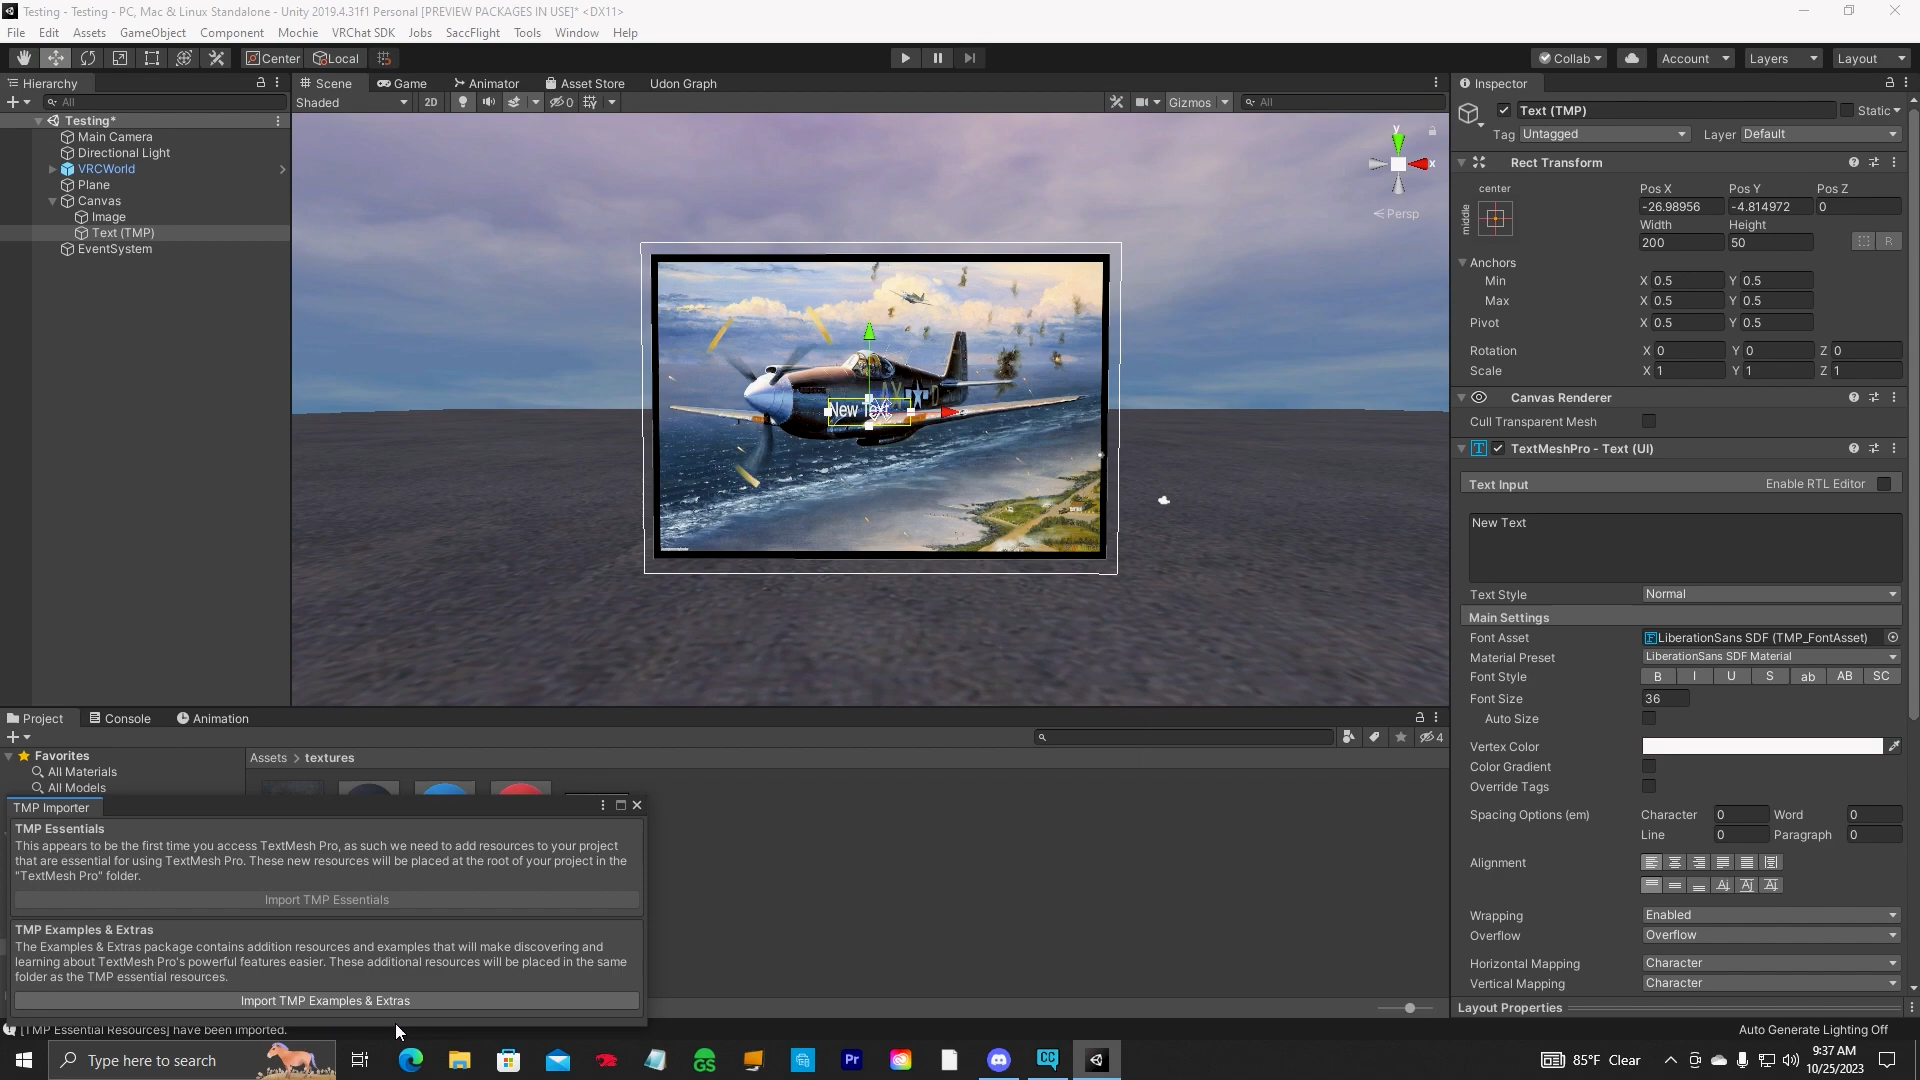 Testing - Testing - PC, Mac & Linux Standalone - Unity 2019.4.31f1 Personal [PREVIEW PACKAGES IN USE]* <DX11>
File Edit Assets GameObject Component Mochie VRChat SDK Jobs SaccFlight Tools Window Help
Center Local Collab Account Layers Layout
Hierarchy
All
Testing*
Main Camera
Directional Light
VRCWorld
Plane
Canvas
Image
Text (TMP)
EventSystem
Scene Game Animator Asset Store Udon Graph
Shaded 2D 0 Gizmos All
y
x
Persp
New Text
Inspector
Text (TMP) Static
Tag Untagged Layer Default
Rect Transform
center
middle
Pos X Pos Y Pos Z
-26.98956 -4.814972 0
Width Height
200 50
R
Anchors
Min X 0.5 Y 0.5
Max X 0.5 Y 0.5
Pivot X 0.5 Y 0.5
Rotation X 0 Y 0 Z 0
Scale X 1 Y 1 Z 1
Canvas Renderer
Cull Transparent Mesh
TextMeshPro - Text (UI)
Text Input Enable RTL Editor
New Text
Text Style Normal
Main Settings
Font Asset LiberationSans SDF (TMP_FontAsset)
Material Preset LiberationSans SDF Material
Font Style B I U S ab AB SC
Font Size 36
Auto Size
Vertex Color
Color Gradient
Override Tags
Spacing Options (em) Character 0 Word 0
Line 0 Paragraph 0
Alignment
Wrapping Enabled
Overflow Overflow
Horizontal Mapping Character
Vertical Mapping Character
Layout Properties
Project Console Animation
4
Favorites
All Materials
All Models
Assets > textures
TMP Importer
TMP Essentials
This appears to be the first time you access TextMesh Pro, as such we need to add resources to your project
that are essential for using TextMesh Pro. These new resources will be placed at the root of your project in the
"TextMesh Pro" folder.
Import TMP Essentials
TMP Examples & Extras
The Examples & Extras package contains addition resources and examples that will make discovering and
learning about TextMesh Pro's powerful features easier. These additional resources will be placed in the same
folder as the TMP essential resources.
Import TMP Examples & Extras
[TMP Essential Resources] have been imported.
Auto Generate Lighting Off
Type here to search
GS
Pr
CC
85°F Clear
9:37 AM
10/25/2023